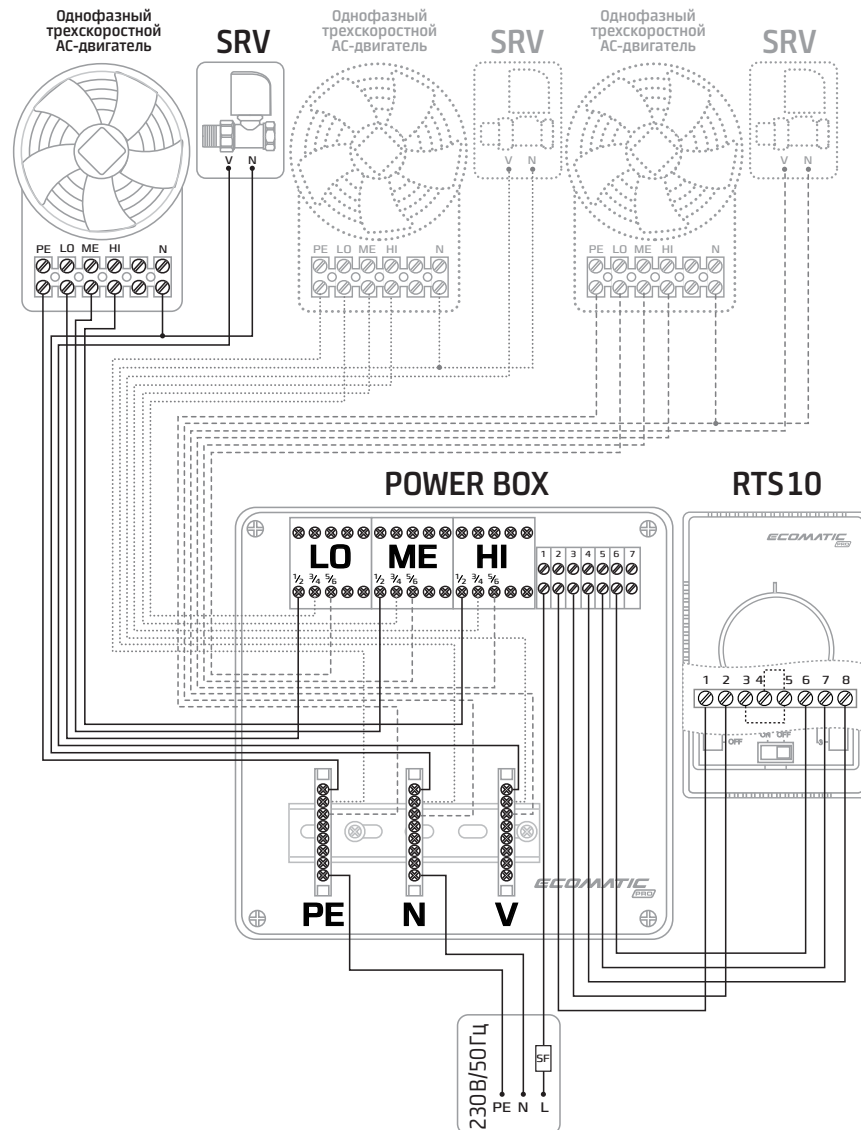 Однофазный
трехскоростной
AC-двигатель
SRV
V N
PE LO ME HI N
Однофазный
трехскоростной
AC-двигатель
SRV
V N
PE LO ME HI N
Однофазный
трехскоростной
AC-двигатель
SRV
V N
PE LO ME HI N
POWER BOX
LO ME HI
½ ¾ ⅚ ½ ¾ ⅚ ½ ¾ ⅚
1 2 3 4 5 6 7
PE N V
ECOMATIC
PRO
RTS10
ECOMATIC
PRO
1 2 3 4 5 6 7 8
OFF ON OFF
230В/50Гц
SF
PE N L